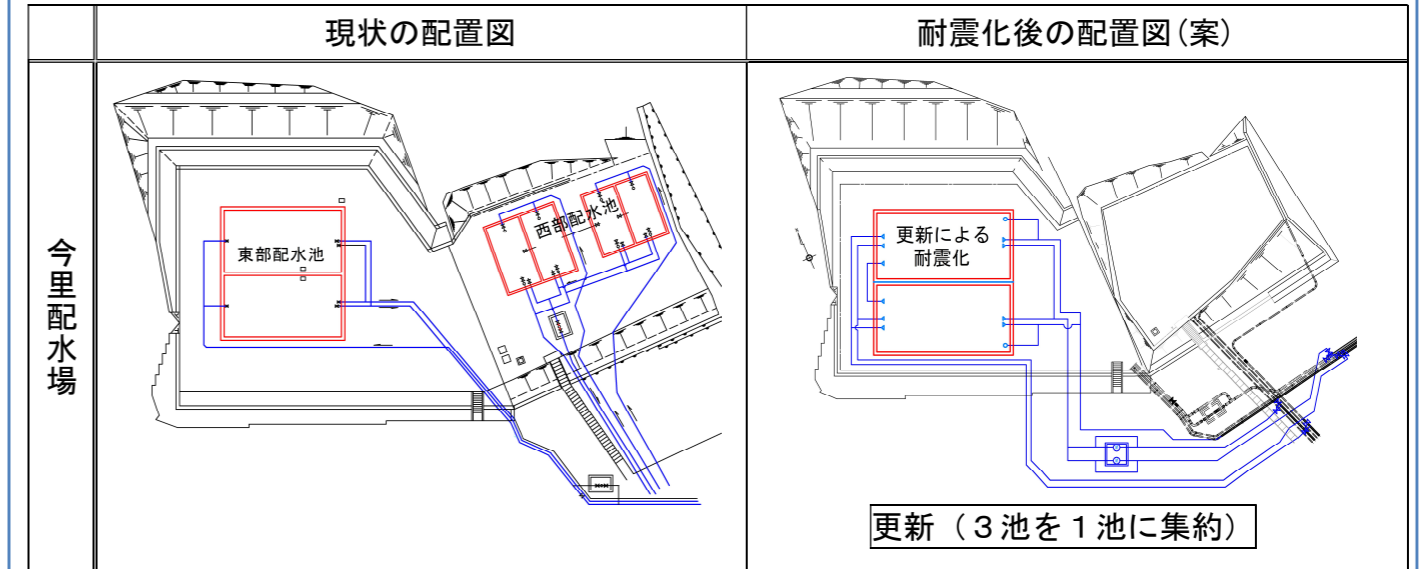 現状の配置図
耐震化後の配置図(案)
今里配水場
東部配水池
西部配水池
更新による
耐震化
更新（３池を１池に集約）